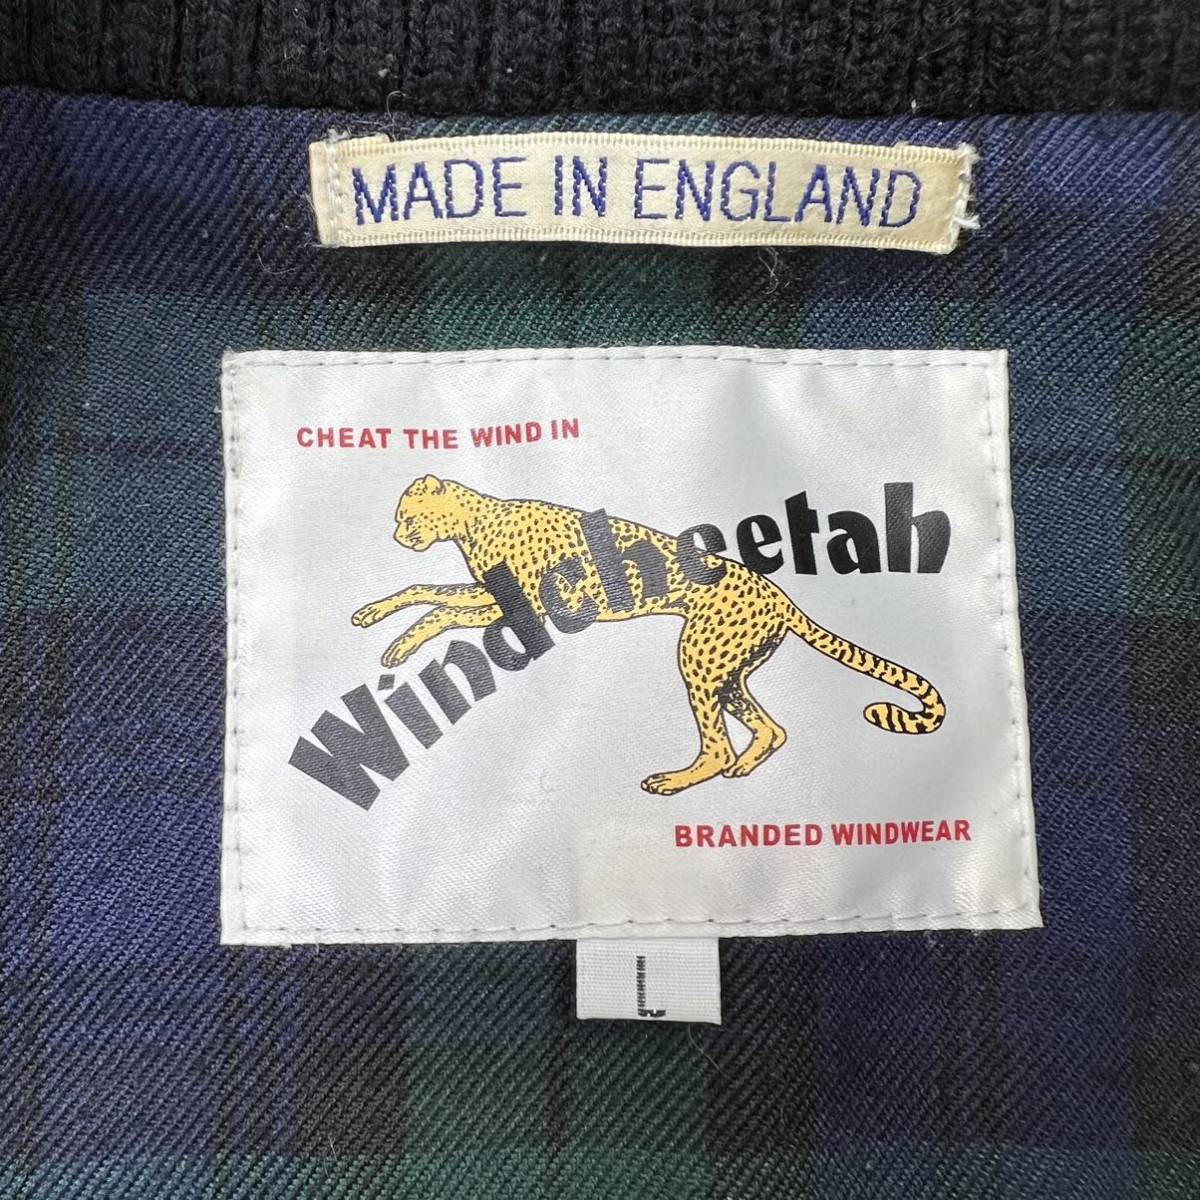 MADE IN ENGLAND
CHEAT THE WIND IN
Windcheetah
BRANDED WINDWEAR
L